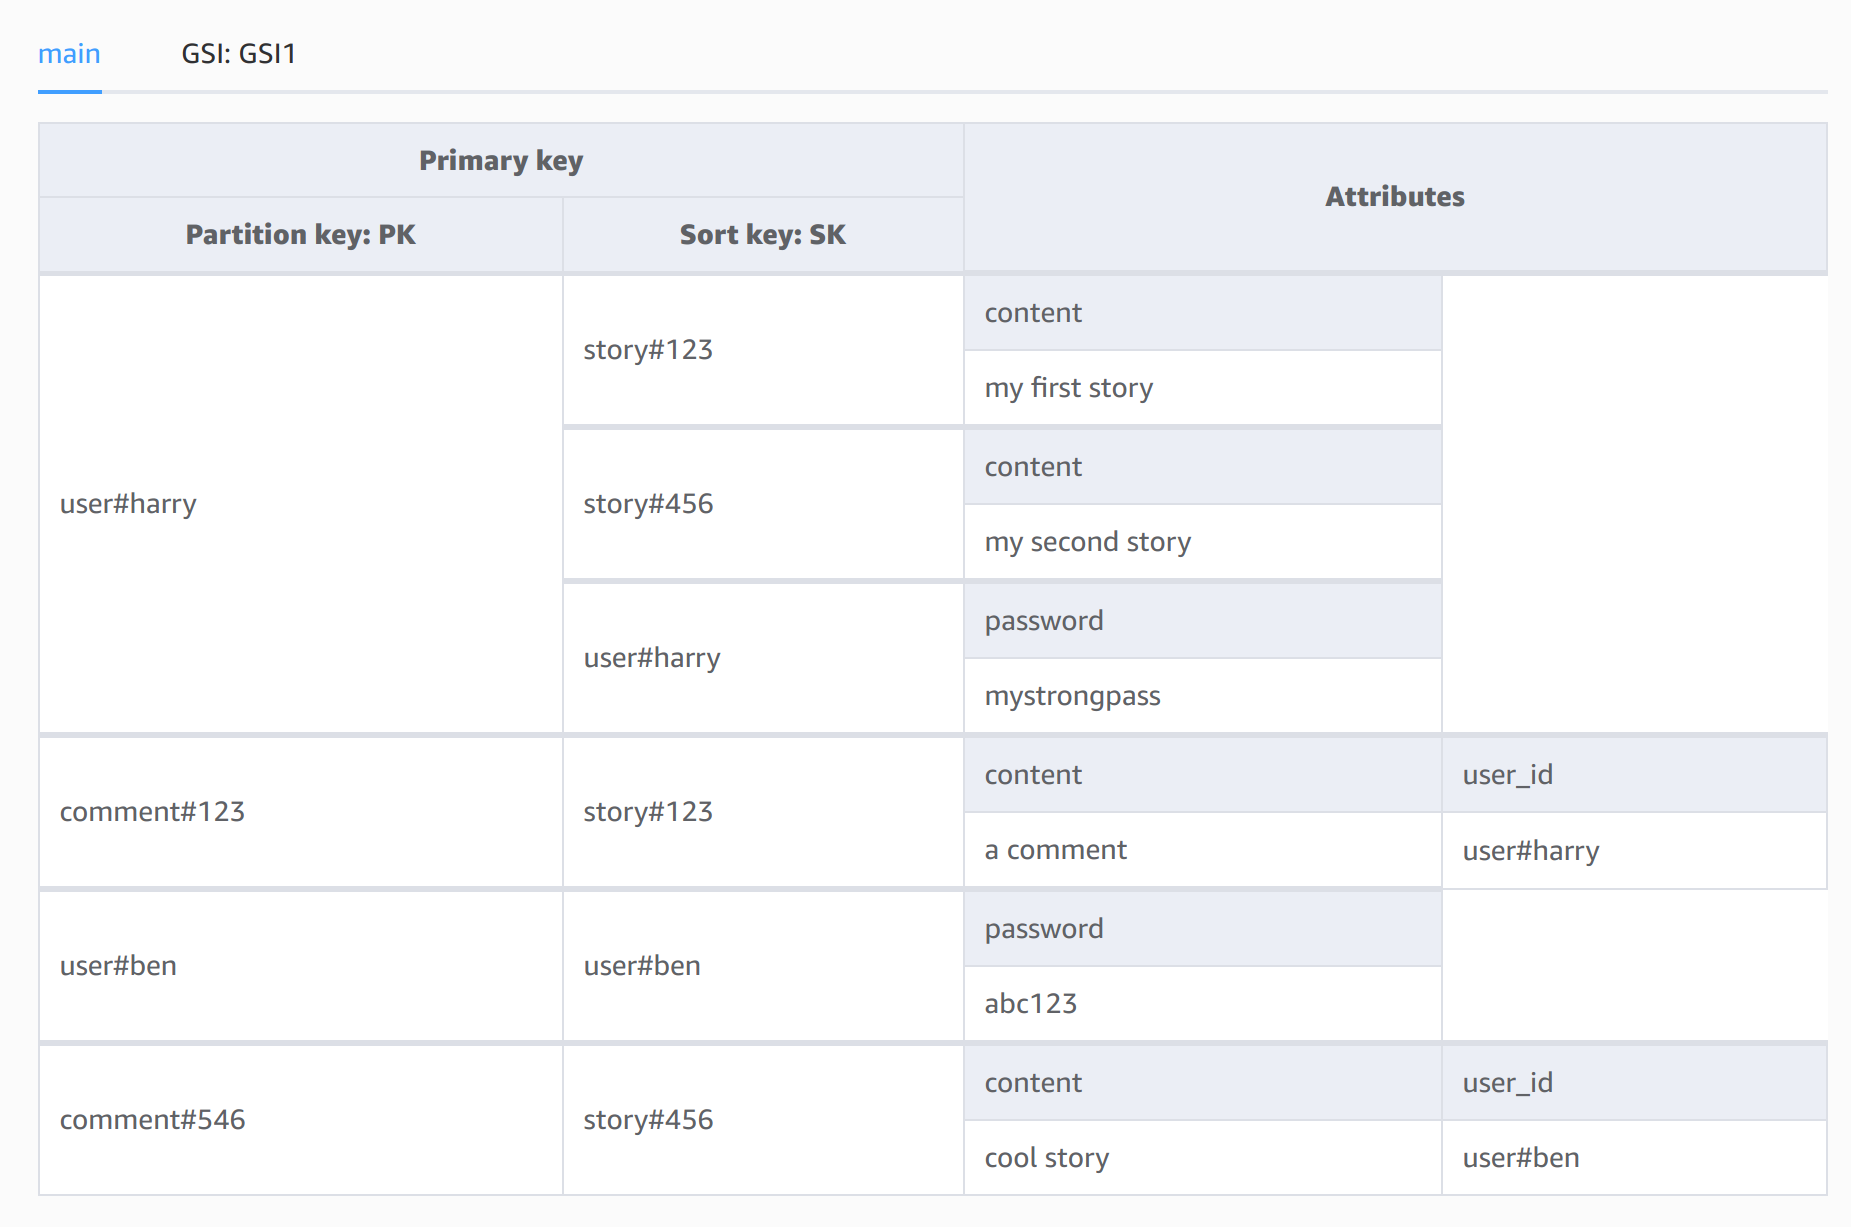 main GSI: GSI1
Primary key Attributes
Partition key: PK Sort key: SK
user#harry
story#123
content
my first story
story#456
content
my second story
user#harry
password
mystrongpass
comment#123 story#123
content user_id
a comment user#harry
user#ben user#ben
password
abc123
comment#546 story#456
content user_id
cool story user#ben